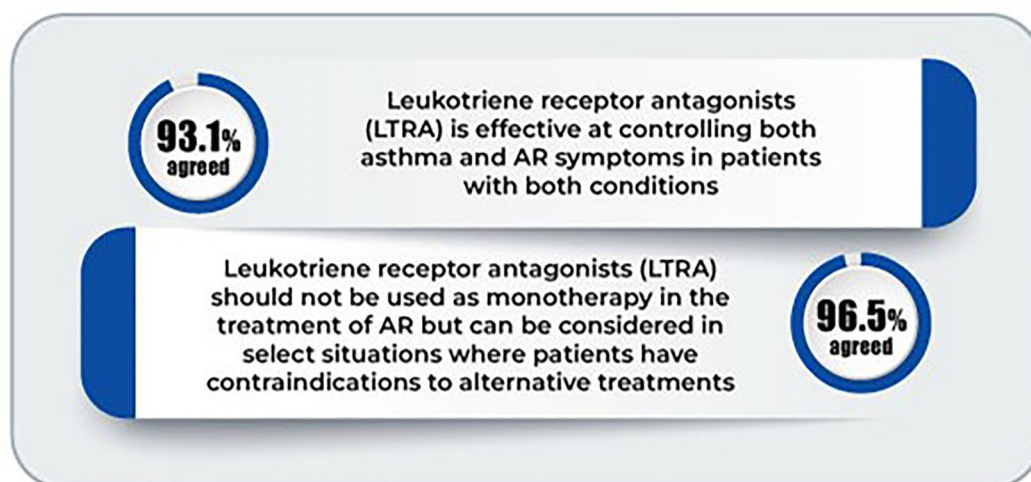 93.1%
agreed
Leukotriene receptor antagonists
(LTRA) is effective at controlling both
asthma and AR symptoms in patients
with both conditions
Leukotriene receptor antagonists (LTRA)
should not be used as monotherapy in the
treatment of AR but can be considered in
select situations where patients have
contraindications to alternative treatments
96.5%
agreed